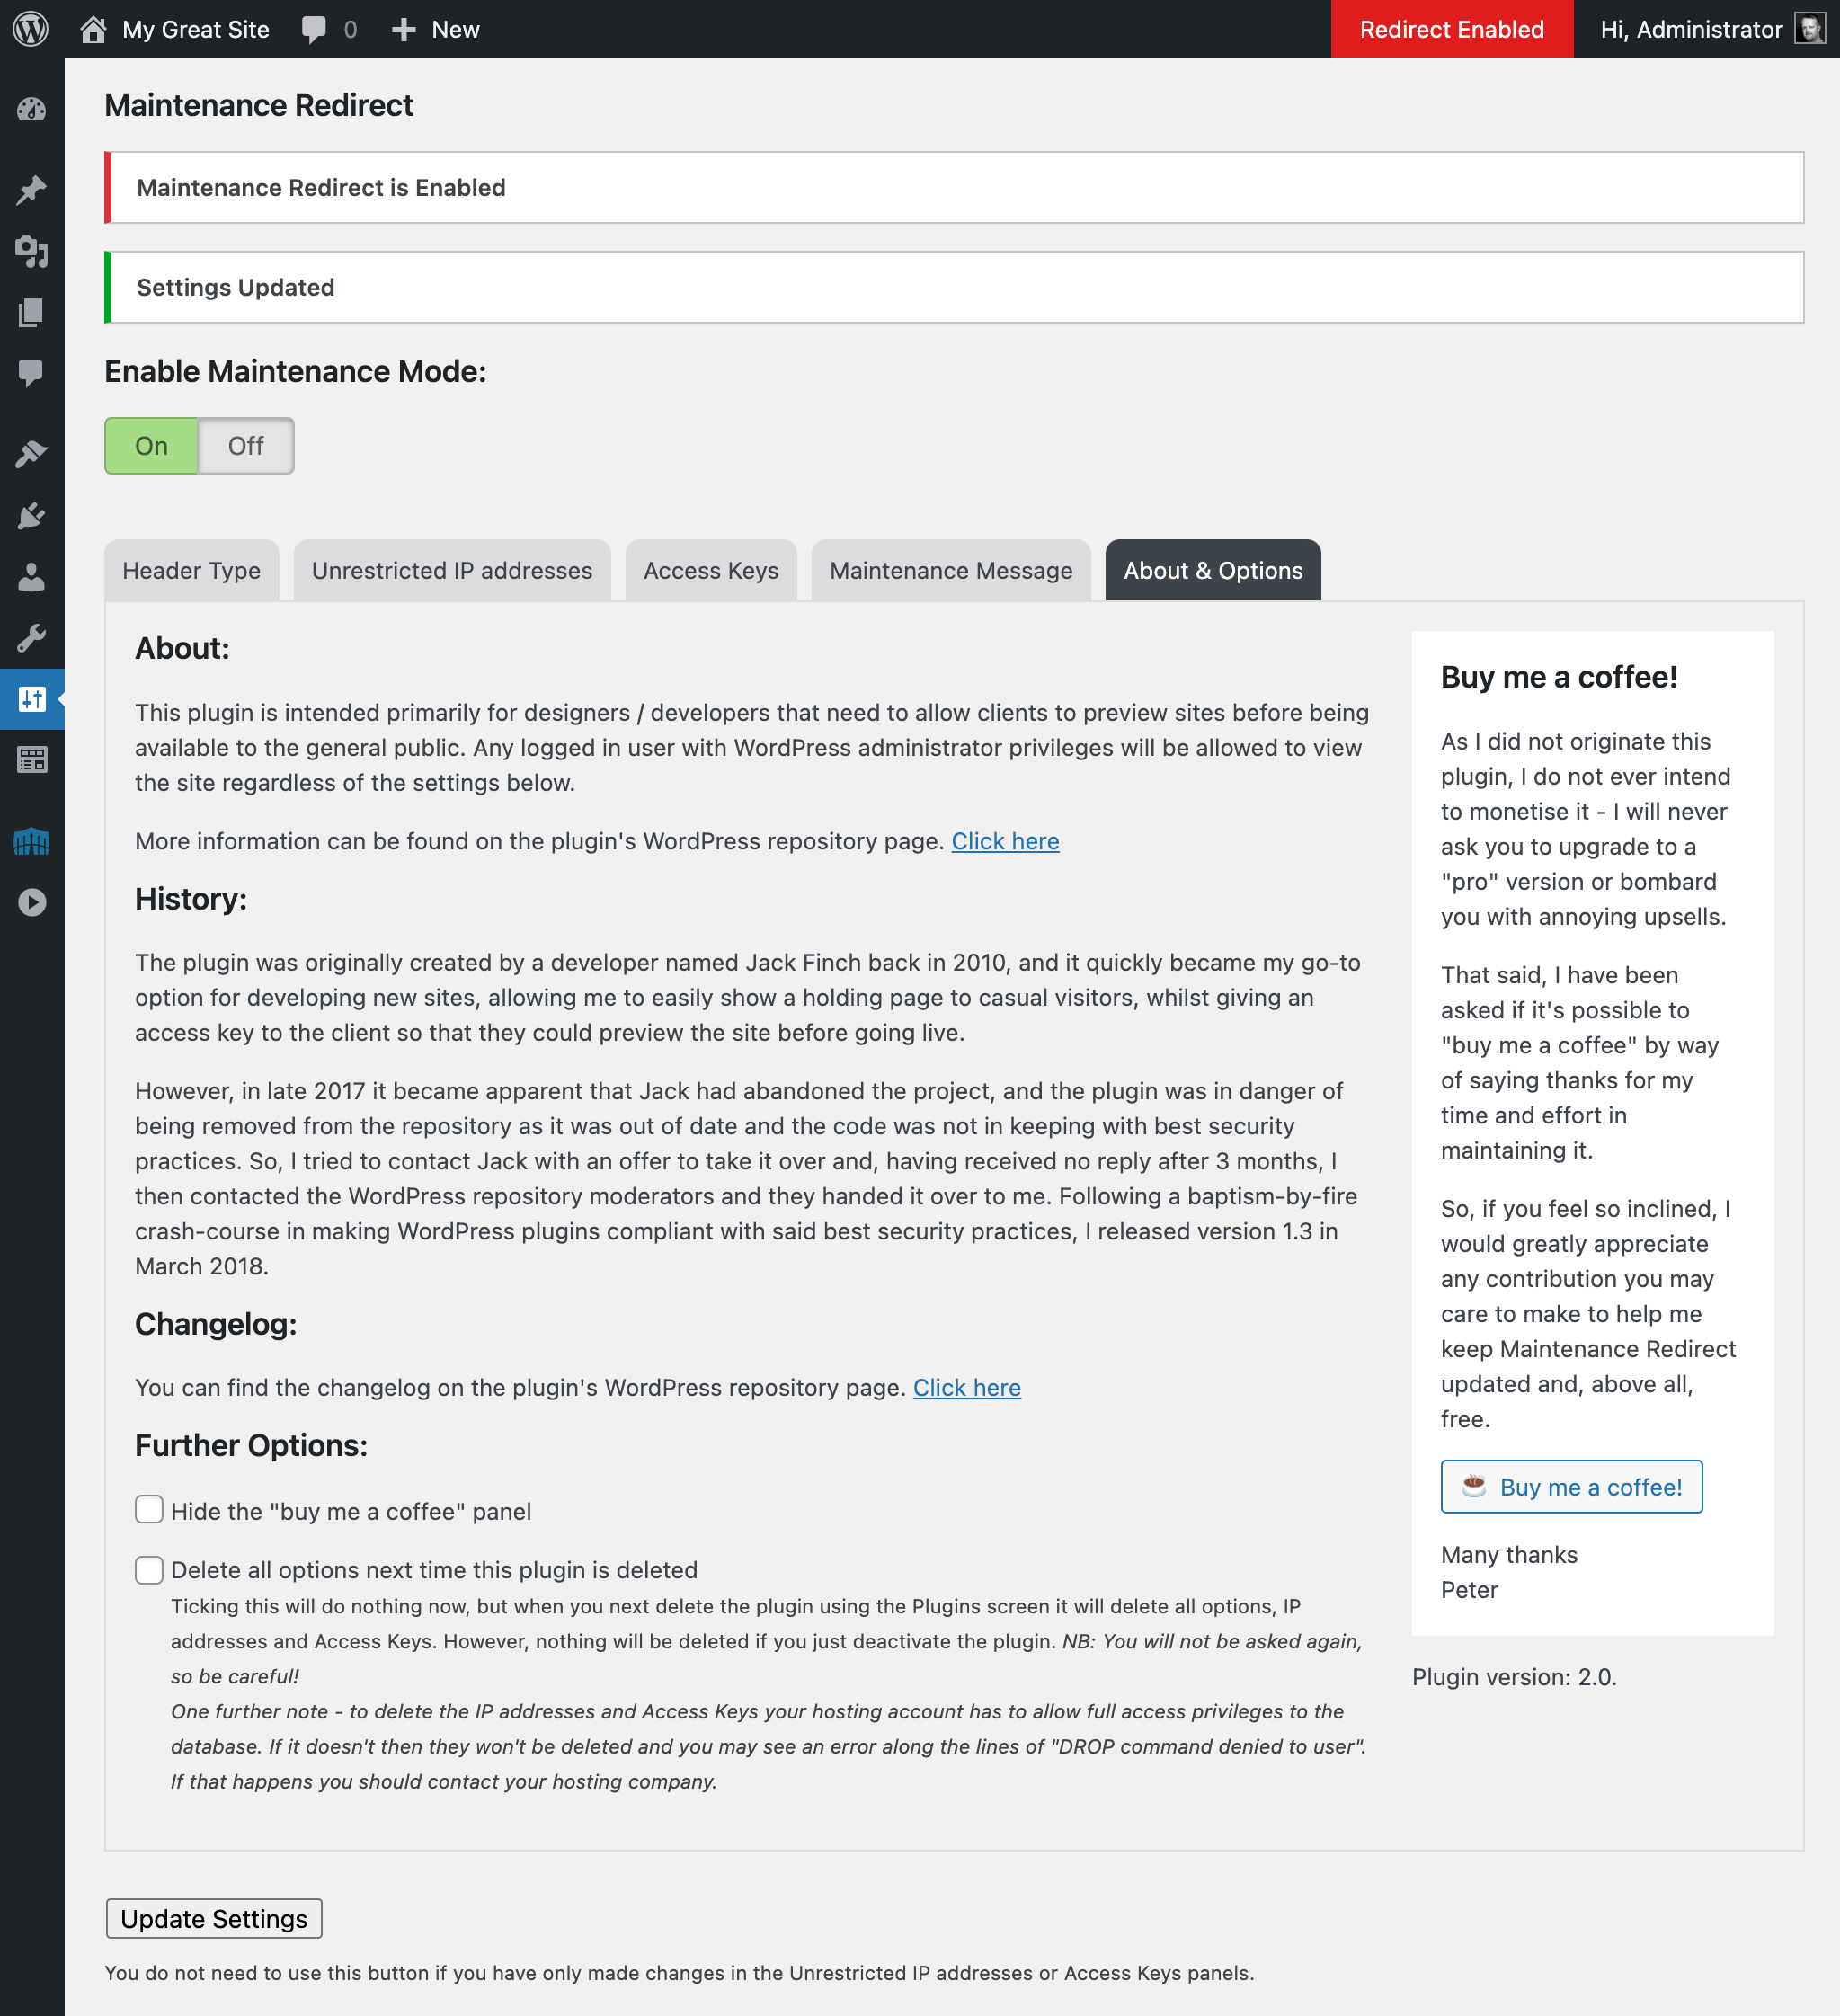 My Great Site 0 New Redirect Enabled Hi, Administrator
Maintenance Redirect
Maintenance Redirect is Enabled
Settings Updated
Enable Maintenance Mode:
On Off
Header Type Unrestricted IP addresses Access Keys Maintenance Message About & Options
About:
This plugin is intended primarily for designers / developers that need to allow clients to preview sites before being
available to the general public. Any logged in user with WordPress administrator privileges will be allowed to view
the site regardless of the settings below.
More information can be found on the plugin's WordPress repository page. Click here
History:
The plugin was originally created by a developer named Jack Finch back in 2010, and it quickly became my go-to
option for developing new sites, allowing me to easily show a holding page to casual visitors, whilst giving an
access key to the client so that they could preview the site before going live.
However, in late 2017 it became apparent that Jack had abandoned the project, and the plugin was in danger of
being removed from the repository as it was out of date and the code was not in keeping with best security
practices. So, I tried to contact Jack with an offer to take it over and, having received no reply after 3 months, I
then contacted the WordPress repository moderators and they handed it over to me. Following a baptism-by-fire
crash-course in making WordPress plugins compliant with said best security practices, I released version 1.3 in
March 2018.
Changelog:
You can find the changelog on the plugin's WordPress repository page. Click here
Further Options:
Hide the "buy me a coffee" panel
Delete all options next time this plugin is deleted
Ticking this will do nothing now, but when you next delete the plugin using the Plugins screen it will delete all options, IP
addresses and Access Keys. However, nothing will be deleted if you just deactivate the plugin. NB: You will not be asked again,
so be careful!
One further note - to delete the IP addresses and Access Keys your hosting account has to allow full access privileges to the
database. If it doesn't then they won't be deleted and you may see an error along the lines of "DROP command denied to user".
If that happens you should contact your hosting company.
Buy me a coffee!
As I did not originate this
plugin, I do not ever intend
to monetise it - I will never
ask you to upgrade to a
"pro" version or bombard
you with annoying upsells.
That said, I have been
asked if it's possible to
"buy me a coffee" by way
of saying thanks for my
time and effort in
maintaining it.
So, if you feel so inclined, I
would greatly appreciate
any contribution you may
care to make to help me
keep Maintenance Redirect
updated and, above all,
free.
Buy me a coffee!
Many thanks
Peter
Plugin version: 2.0.
Update Settings
You do not need to use this button if you have only made changes in the Unrestricted IP addresses or Access Keys panels.